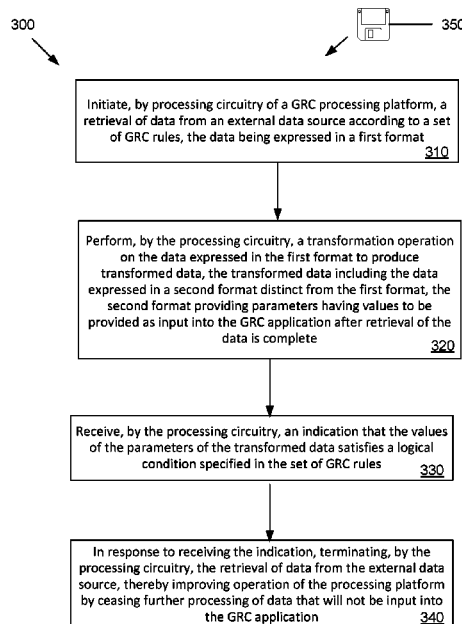 300
350
Initiate, by processing circuitry of a GRC processing platform, a
retrieval of data from an external data source according to a set
of GRC rules, the data being expressed in a first format
310
Perform, by the processing circuitry, a transformation operation
on the data expressed in the first format to produce
transformed data, the transformed data including the data
expressed in a second format distinct from the first format, the
second format providing parameters having values to be
provided as input into the GRC application after retrieval of the
data is complete
320
Receive, by the processing circuitry, an indication that the values
of the parameters of the transformed data satisfies a logical
condition specified in the set of GRC rules
330
In response to receiving the indication, terminating, by the
processing circuitry, the retrieval of data from the external data
source, thereby improving operation of the processing platform
by ceasing further processing of data that will not be input into
the GRC application
340